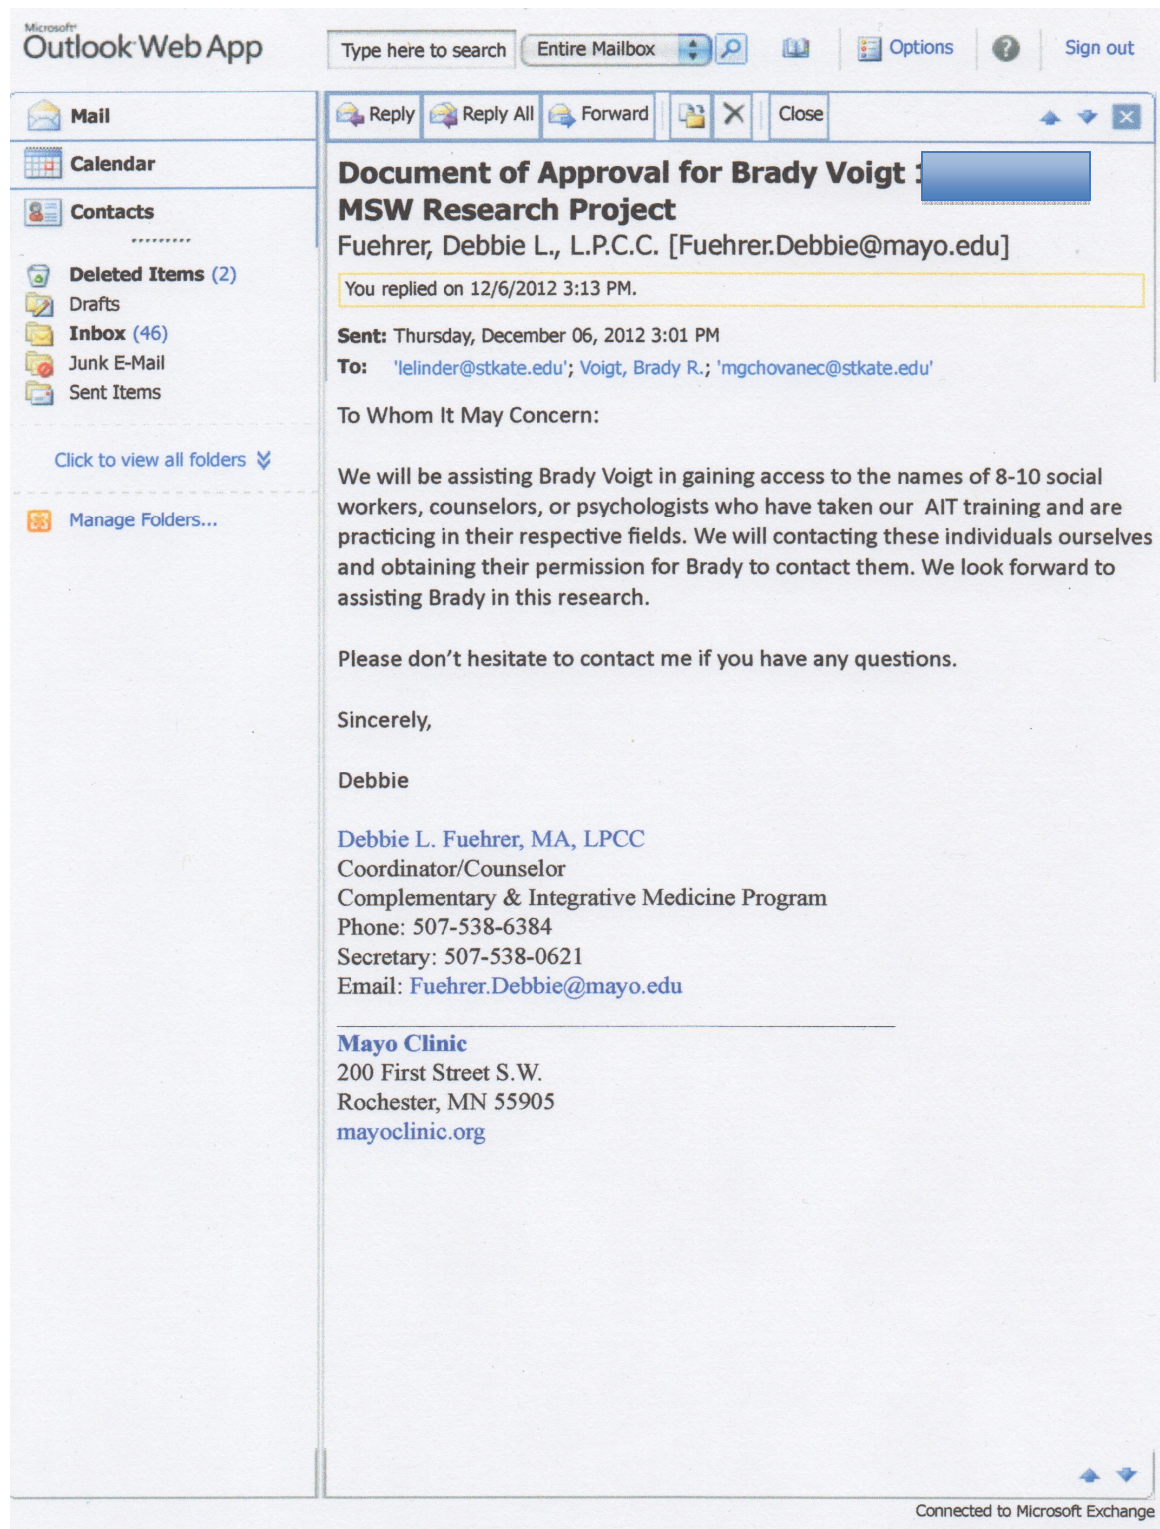 Microsoft
Outlook Web App
Type here to search Entire Mailbox Options ? Sign out
Mail
Calendar
Contacts
Deleted Items (2)
Drafts
Inbox (46)
Junk E-Mail
Sent Items
Click to view all folders
Manage Folders...
Reply Reply All Forward Close
Document of Approval for Brady Voigt
MSW Research Project
Fuehrer, Debbie L., L.P.C.C. [Fuehrer.Debbie@mayo.edu]
You replied on 12/6/2012 3:13 PM.
Sent: Thursday, December 06, 2012 3:01 PM
To: 'lelinder@stkate.edu'; Voigt, Brady R.; 'mgchovanec@stkate.edu'
To Whom It May Concern:
We will be assisting Brady Voigt in gaining access to the names of 8-10 social
workers, counselors, or psychologists who have taken our AIT training and are
practicing in their respective fields. We will contacting these individuals ourselves
and obtaining their permission for Brady to contact them. We look forward to
assisting Brady in this research.
Please don't hesitate to contact me if you have any questions.
Sincerely,
Debbie
Debbie L. Fuehrer, MA, LPCC
Coordinator/Counselor
Complementary & Integrative Medicine Program
Phone: 507-538-6384
Secretary: 507-538-0621
Email: Fuehrer.Debbie@mayo.edu
Mayo Clinic
200 First Street S.W.
Rochester, MN 55905
mayoclinic.org
Connected to Microsoft Exchange